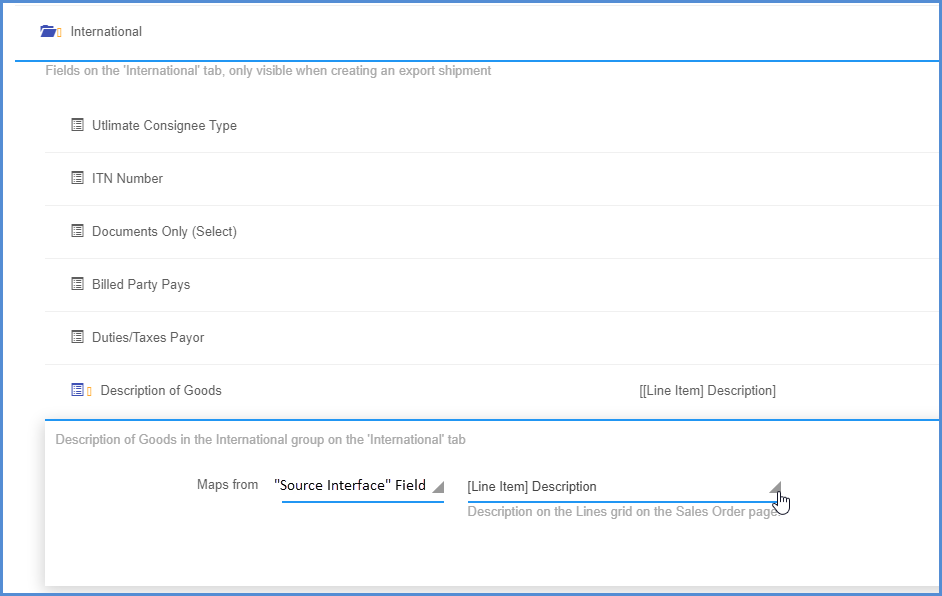 International
Fields on the 'International' tab, only visible when creating an export shipment
Utlimate Consignee Type
ITN Number
Documents Only (Select)
Billed Party Pays
Duties/Taxes Payor
Description of Goods [[Line Item] Description]
Description of Goods in the International group on the 'International' tab
Maps from "Source Interface" Field [Line Item] Description
Description on the Lines grid on the Sales Order page